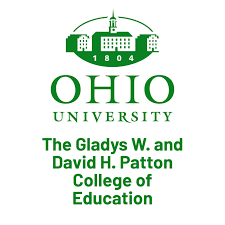 1804
OHIO
UNIVERSITY
The Gladys W. and
David H. Patton
College of
Education